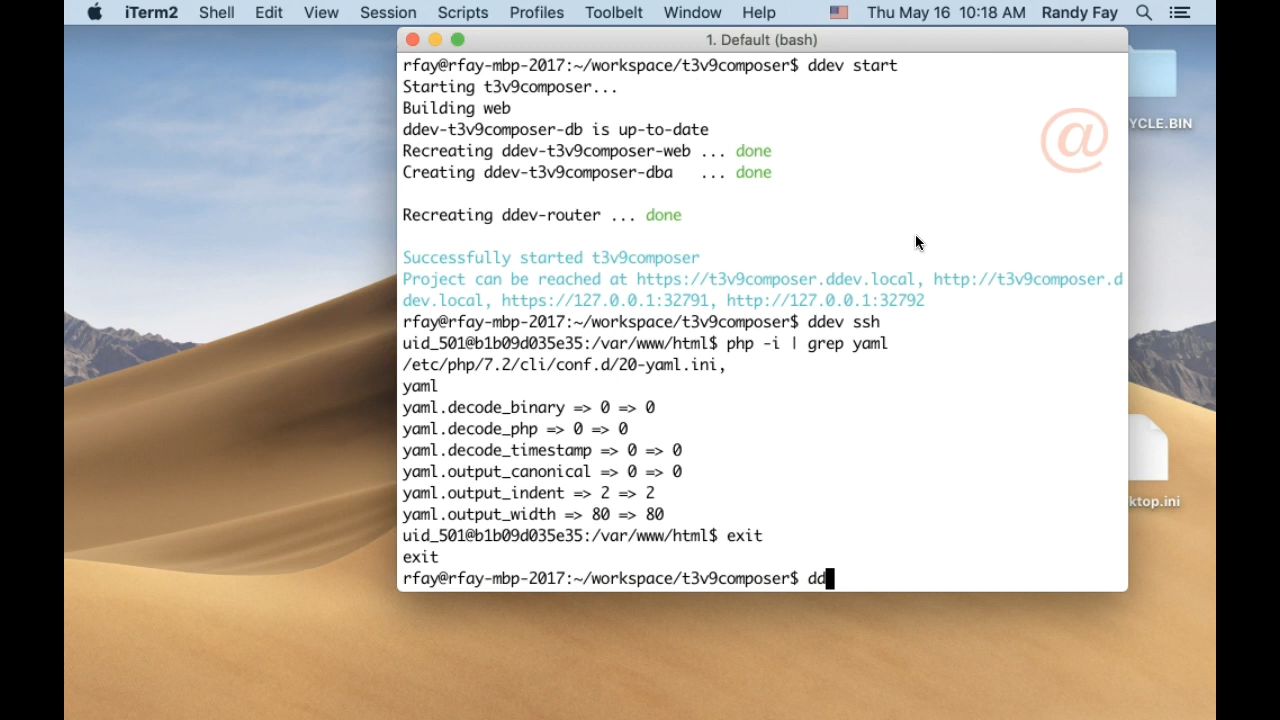 iTerm2 Shell Edit View Session Scripts Profiles Toolbelt Window Help Thu May 16 10:18 AM Randy Fay
1. Default (bash)
rfay@rfay-mbp-2017:~/workspace/t3v9composer$ ddev start
Starting t3v9composer...
Building web
ddev-t3v9composer-db is up-to-date
Recreating ddev-t3v9composer-web ... done
Creating ddev-t3v9composer-dba   ... done
Recreating ddev-router ... done
Successfully started t3v9composer
Project can be reached at https://t3v9composer.ddev.local, http://t3v9composer.d
dev.local, https://127.0.0.1:32791, http://127.0.0.1:32792
rfay@rfay-mbp-2017:~/workspace/t3v9composer$ ddev ssh
uid_501@b1b09d035e35:/var/www/html$ php -i | grep yaml
/etc/php/7.2/cli/conf.d/20-yaml.ini,
yaml
yaml.decode_binary => 0 => 0
yaml.decode_php => 0 => 0
yaml.decode_timestamp => 0 => 0
yaml.output_canonical => 0 => 0
yaml.output_indent => 2 => 2
yaml.output_width => 80 => 80
uid_501@b1b09d035e35:/var/www/html$ exit
exit
rfay@rfay-mbp-2017:~/workspace/t3v9composer$ dd
@
YCLE.BIN
ktop.ini